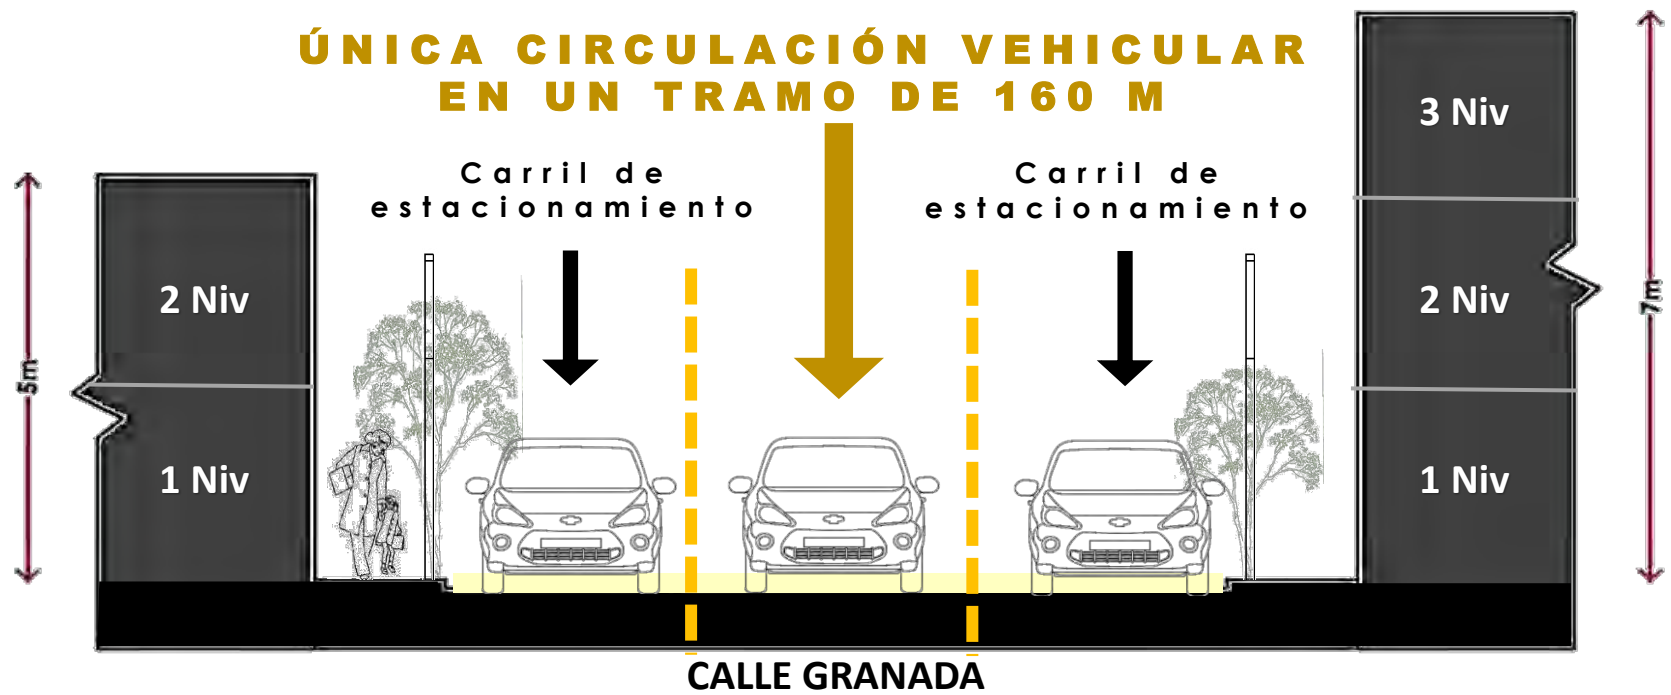 ÚNICA CIRCULACIÓN VEHICULAR
EN UN TRAMO DE 160 M
Carril de
estacionamiento
Carril de
estacionamiento
2 Niv
1 Niv
5m
3 Niv
2 Niv
1 Niv
7m
CALLE GRANADA